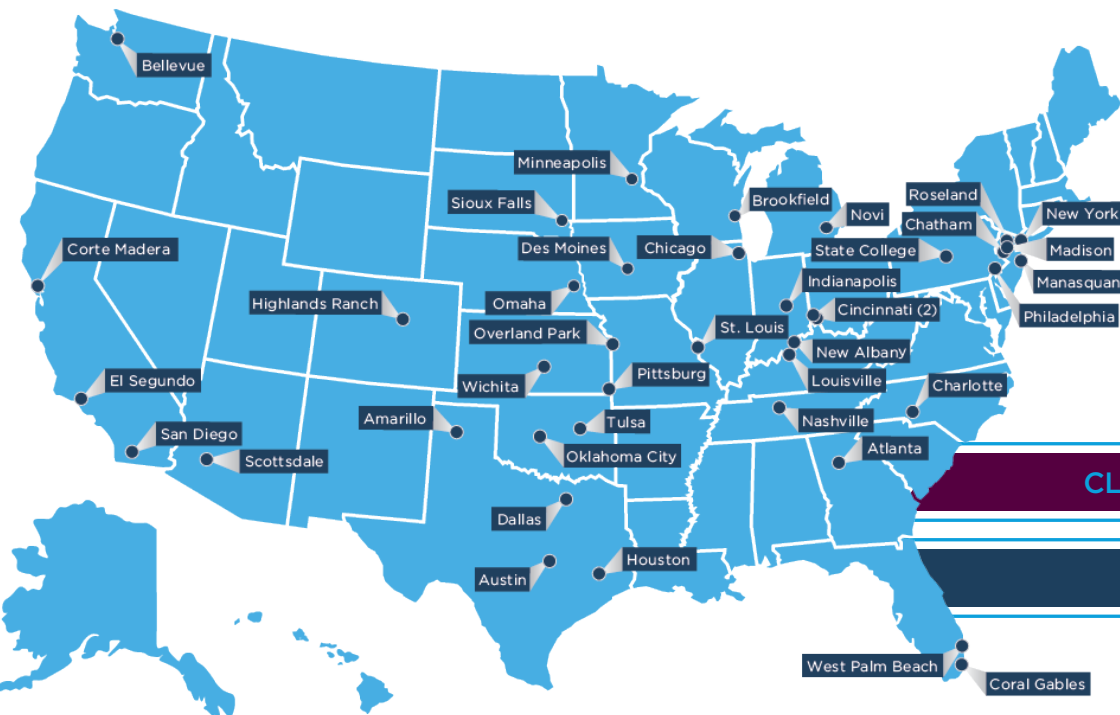 Bellevue
Minneapolis
Roseland
Brookfield
Sioux Falls
Novi
New York
Chatham
Corte Madera
Des Moines
Chicago
State College
Madison
Indianapolis
Manasquan
Highlands Ranch
Omaha
Cincinnati (2)
Philadelphia
Overland Park
St. Louis
New Albany
El Segundo
Wichita
Pittsburg
Louisville
Charlotte
Amarillo
Tulsa
Nashville
San Diego
Atlanta
Scottsdale
Oklahoma City
CL
Dallas
Houston
Austin
West Palm Beach
Coral Gables